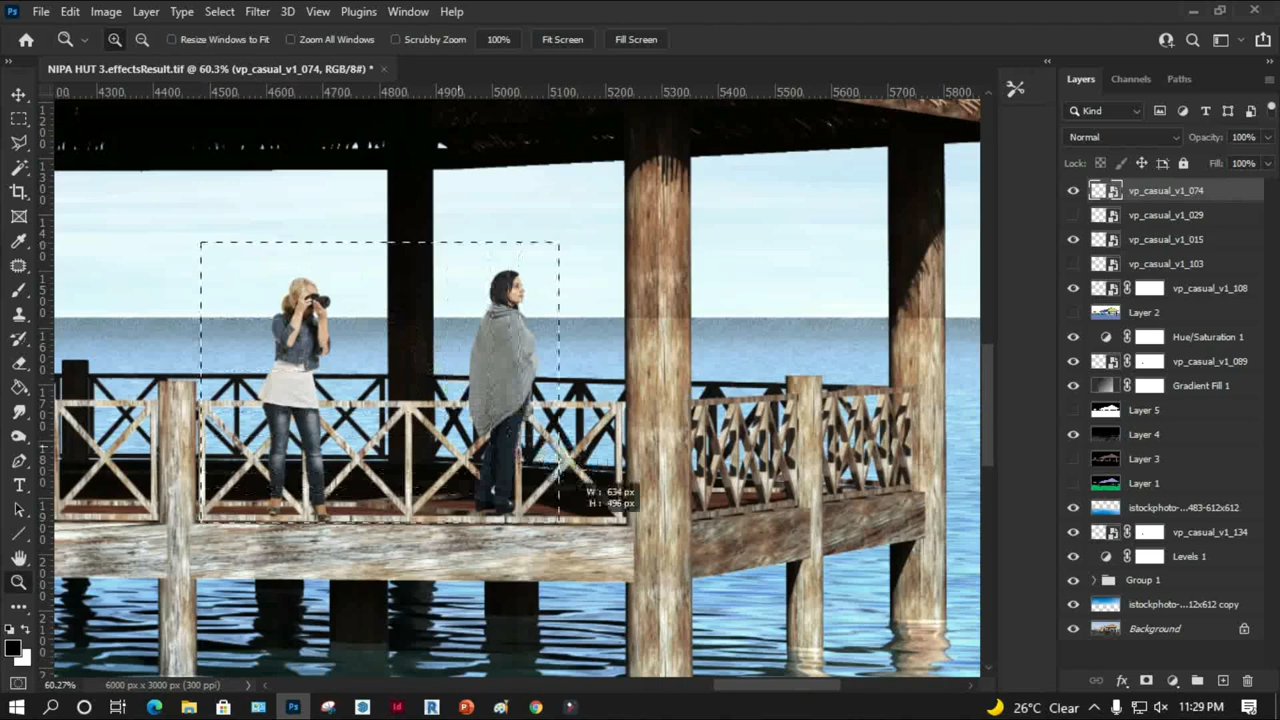 Ps File Edit Image Layer Type Select Filter 3D View Plugins Window Help
Resize Windows to Fit Zoom All Windows Scrubby Zoom 100% Fit Screen Fill Screen
NIPA HUT 3.effectsResult.tif @ 60.3% (vp_casual_v1_074, RGB/8#) *
00 4300 4400 4500 4600 4700 4800 4900 5000 5100 5200 5300 5400 5500 5600 5700 5800
Layers Channels Paths
Kind
Normal Opacity: 100%
Lock: Fill: 100%
vp_casual_v1_074
vp_casual_v1_029
vp_casual_v1_015
vp_casual_v1_103
vp_casual_v1_108
Layer 2
Hue/Saturation 1
vp_casual_v1_089
Gradient Fill 1
Layer 5
Layer 4
Layer 3
Layer 1
istockphoto-...483-612x612
vp_casual_v1_134
Levels 1
Group 1
istockphoto-...12x612 copy
Background
W: 634 px
H: 496 px
60.27% 6000 px x 3000 px (300 ppi)
26°C Clear 11:29 PM